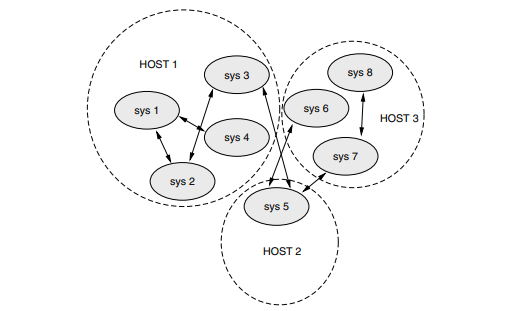 HOST 1
sys 3
sys 8
sys 1
sys 6
HOST 3
sys 4
sys 7
sys 2
sys 5
HOST 2